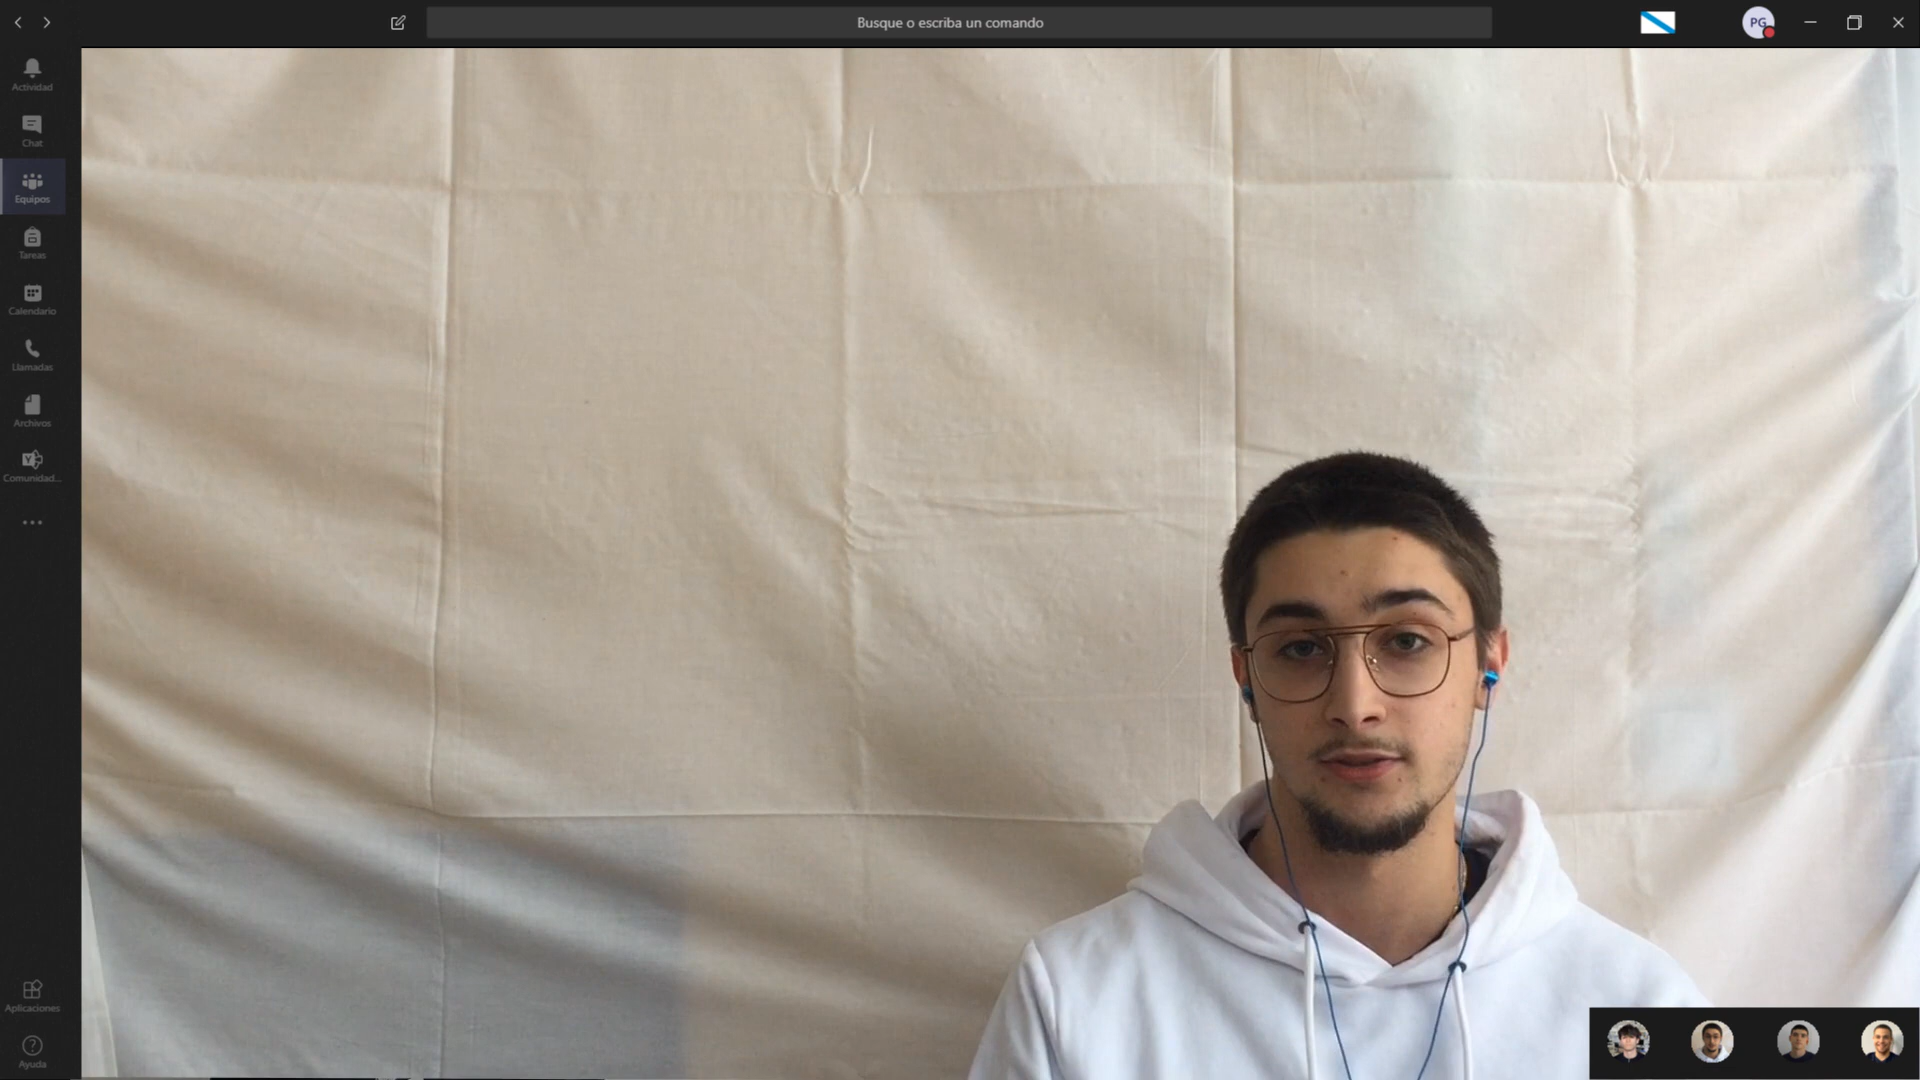 Busque o escriba un comando
PG
Actividad
Chat
Equipos
Tareas
Calendario
Llamadas
Archivos
Comunidad...
Aplicaciones
Ayuda